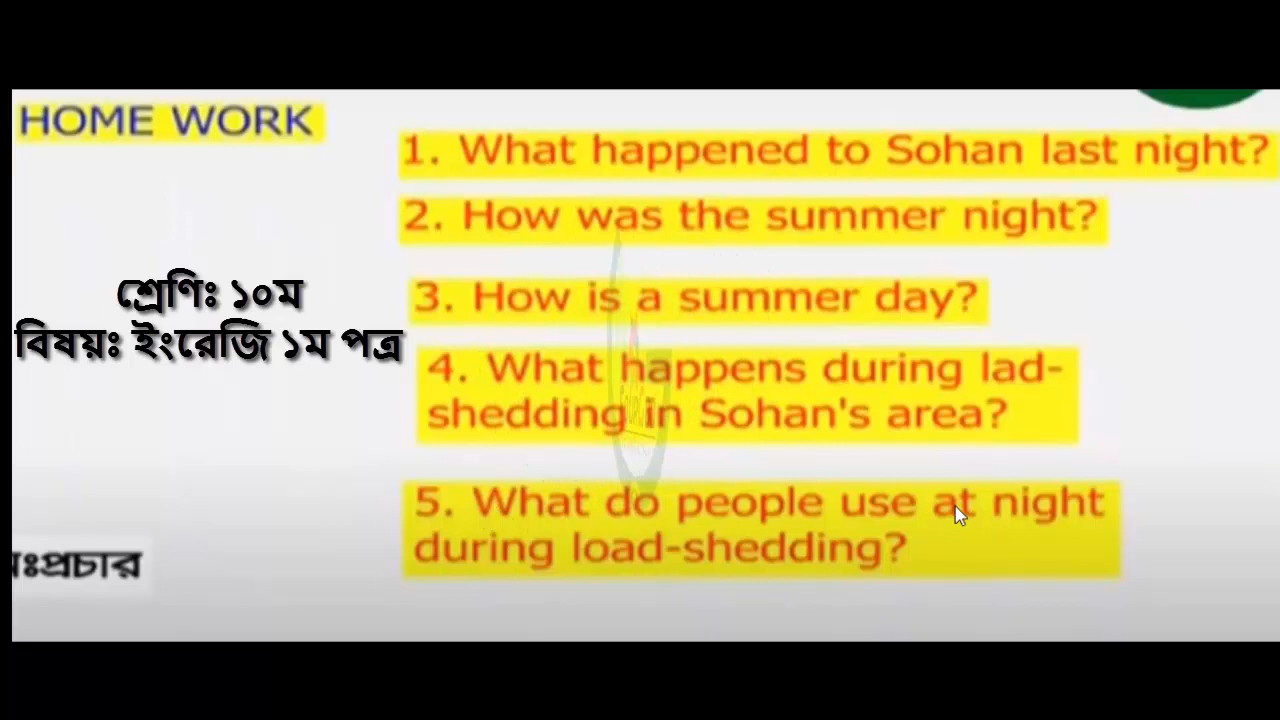 HOME WORK
1. What happened to Sohan last night?
2. How was the summer night?
শ্রেণিঃ ১০ম
বিষয়ঃ ইংরেজি ১ম পত্র
3. How is a summer day?
4. What happens during lad-
shedding in Sohan's area?
5. What do people use at night
during load-shedding?
ঃপ্রচার